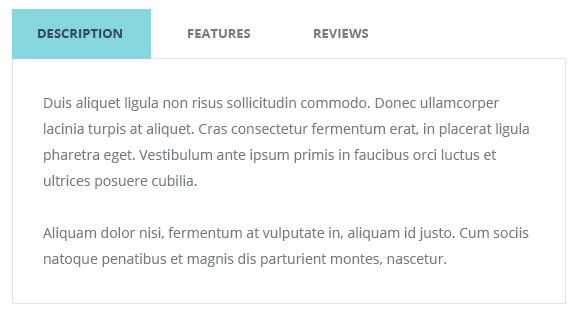 DESCRIPTION FEATURES REVIEWS
Duis aliquet ligula non risus sollicitudin commodo. Donec ullamcorper
lacinia turpis at aliquet. Cras consectetur fermentum erat, in placerat ligula
pharetra eget. Vestibulum ante ipsum primis in faucibus orci luctus et
ultrices posuere cubilia.
Aliquam dolor nisi, fermentum at vulputate in, aliquam id justo. Cum sociis
natoque penatibus et magnis dis parturient montes, nascetur.